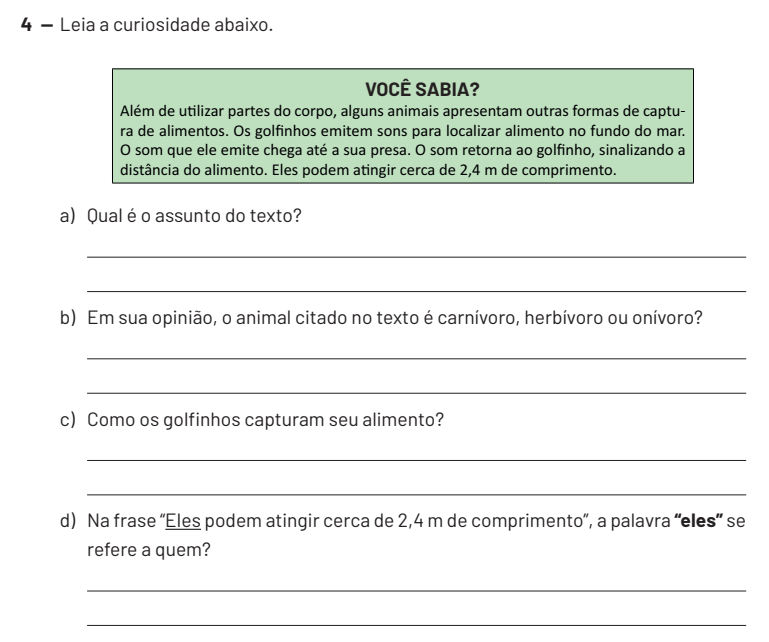 4 – Leia a curiosidade abaixo.
VOCÊ SABIA?
Além de utilizar partes do corpo, alguns animais apresentam outras formas de captu-
ra de alimentos. Os golfinhos emitem sons para localizar alimento no fundo do mar.
O som que ele emite chega até a sua presa. O som retorna ao golfinho, sinalizando a
distância do alimento. Eles podem atingir cerca de 2,4 m de comprimento.
a) Qual é o assunto do texto?
b) Em sua opinião, o animal citado no texto é carnívoro, herbívoro ou onívoro?
c) Como os golfinhos capturam seu alimento?
d) Na frase “Eles podem atingir cerca de 2,4 m de comprimento”, a palavra “eles” se
refere a quem?